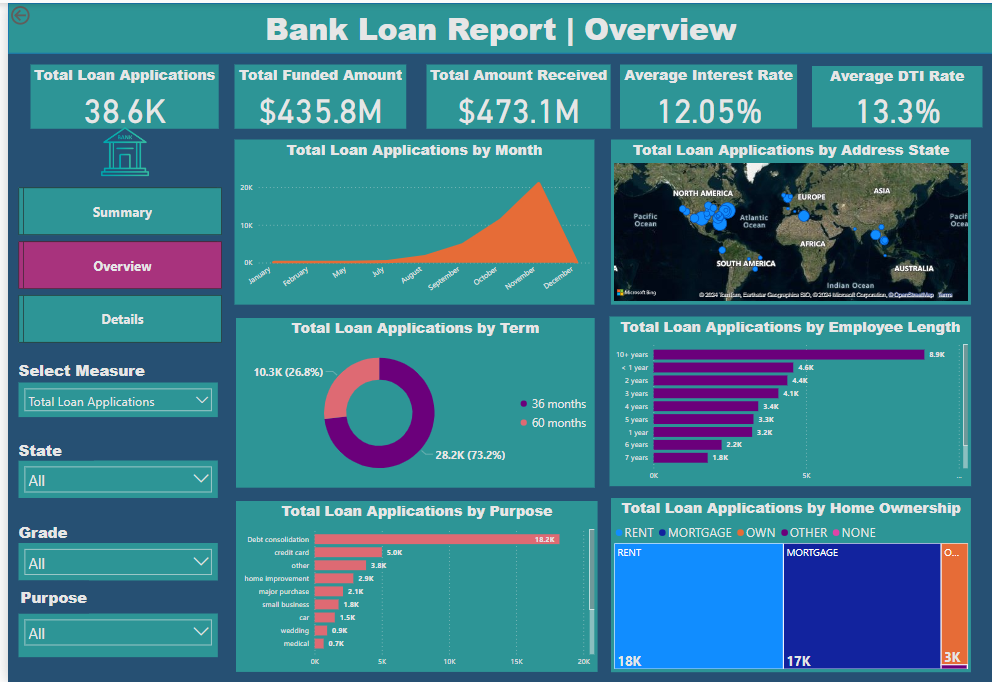 Bank Loan Report | Overview
Total Loan Applications
38.6K
Total Funded Amount
$435.8M
Total Amount Received
$473.1M
Average Interest Rate
12.05%
Average DTI Rate
13.3%
BANK
Summary
Overview
Details
Select Measure
Total Loan Applications
State
All
Grade
All
Purpose
All
Total Loan Applications by Month
20K
10K
0K
January
February
May
July
August
September
October
November
December
Total Loan Applications by Address State
NORTH AMERICA
EUROPE
ASIA
Pacific
Ocean
Atlantic
Ocean
Pacif
Ocea
AFRICA
SOUTH AMERICA
AUSTRALIA
Indian Ocean
A
Microsoft Bing
© 2024 TomTom, Earthstar Geographics SIO, © 2024 Microsoft Corporation, © OpenStreetMap Terms
Total Loan Applications by Term
10.3K (26.8%)
28.2K (73.2%)
36 months
60 months
Total Loan Applications by Employee Length
10+ years 8.9K
< 1 year 4.6K
2 years 4.4K
3 years 4.1K
4 years 3.4K
5 years 3.3K
1 year 3.2K
6 years 2.2K
7 years 1.8K
0K 5K ...
Total Loan Applications by Purpose
Debt consolidation 18.2K
credit card 5.0K
other 3.8K
home improvement 2.9K
major purchase 2.1K
small business 1.8K
car 1.5K
wedding 0.9K
medical 0.7K
0K 5K 10K 15K 20K
Total Loan Applications by Home Ownership
RENT MORTGAGE OWN OTHER NONE
RENT
18K
MORTGAGE
17K
O...
3K